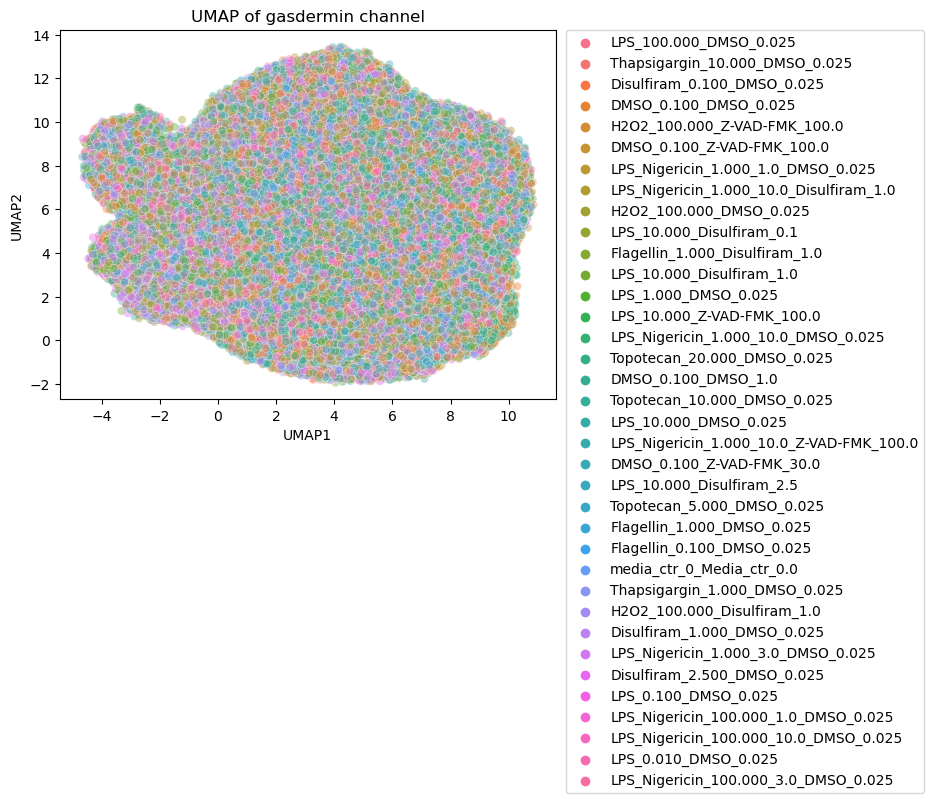 UMAP of gasdermin channel
14
12
10
8
6
4
2
0
−2
UMAP2
−4
−2
0
2
4
6
8
10
UMAP1
LPS_100.000_DMSO_0.025
Thapsigargin_10.000_DMSO_0.025
Disulfiram_0.100_DMSO_0.025
DMSO_0.100_DMSO_0.025
H2O2_100.000_Z-VAD-FMK_100.0
DMSO_0.100_Z-VAD-FMK_100.0
LPS_Nigericin_1.000_1.0_DMSO_0.025
LPS_Nigericin_1.000_10.0_Disulfiram_1.0
H2O2_100.000_DMSO_0.025
LPS_10.000_Disulfiram_0.1
Flagellin_1.000_Disulfiram_1.0
LPS_10.000_Disulfiram_1.0
LPS_1.000_DMSO_0.025
LPS_10.000_Z-VAD-FMK_100.0
LPS_Nigericin_1.000_10.0_DMSO_0.025
Topotecan_20.000_DMSO_0.025
DMSO_0.100_DMSO_1.0
Topotecan_10.000_DMSO_0.025
LPS_10.000_DMSO_0.025
LPS_Nigericin_1.000_10.0_Z-VAD-FMK_100.0
DMSO_0.100_Z-VAD-FMK_30.0
LPS_10.000_Disulfiram_2.5
Topotecan_5.000_DMSO_0.025
Flagellin_1.000_DMSO_0.025
Flagellin_0.100_DMSO_0.025
media_ctr_0_Media_ctr_0.0
Thapsigargin_1.000_DMSO_0.025
H2O2_100.000_Disulfiram_1.0
Disulfiram_1.000_DMSO_0.025
LPS_Nigericin_1.000_3.0_DMSO_0.025
Disulfiram_2.500_DMSO_0.025
LPS_0.100_DMSO_0.025
LPS_Nigericin_100.000_1.0_DMSO_0.025
LPS_Nigericin_100.000_10.0_DMSO_0.025
LPS_0.010_DMSO_0.025
LPS_Nigericin_100.000_3.0_DMSO_0.025